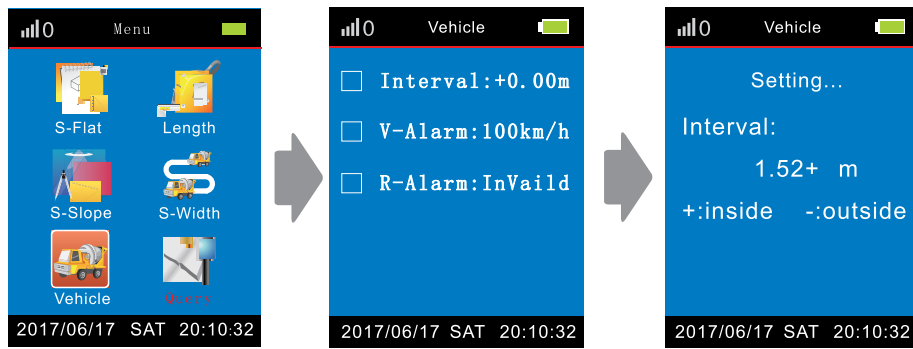 0 Menu
S-Flat Length
S-Slope S-Width
Vehicle Query
2017/06/17 SAT 20:10:32
0 Vehicle
Interval:+0.00m
V-Alarm:100km/h
R-Alarm:InVaild
2017/06/17 SAT 20:10:32
0 Vehicle
Setting...
Interval:
1.52+ m
+:inside -:outside
2017/06/17 SAT 20:10:32